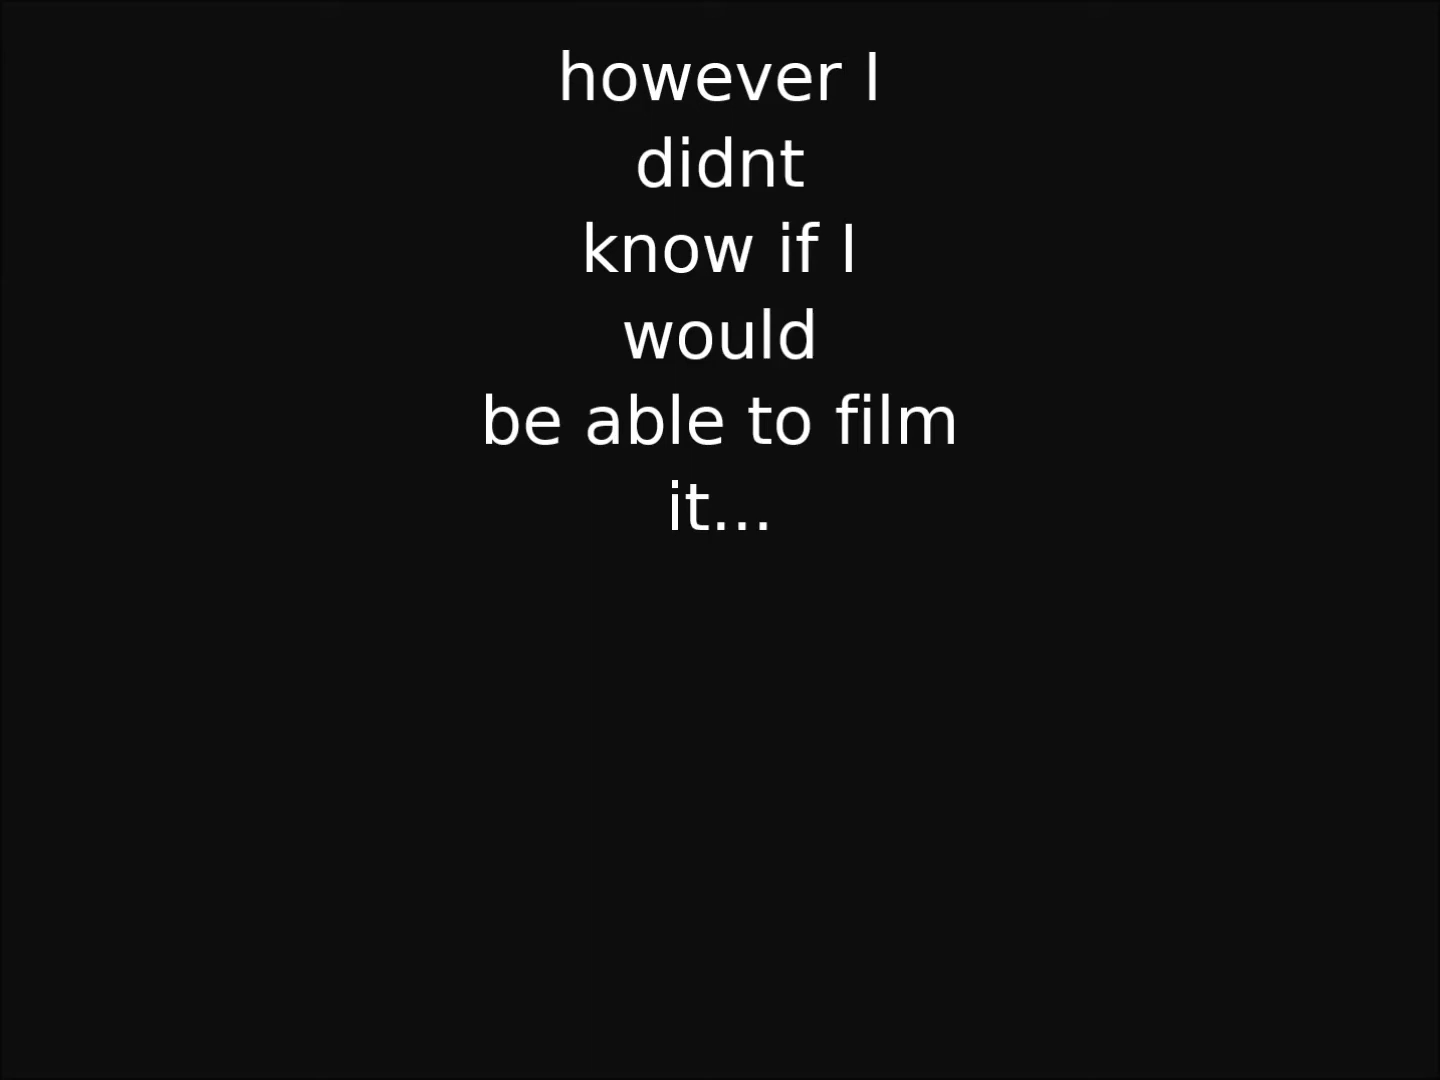 however I
didnt
know if I
would
be able to film
it...